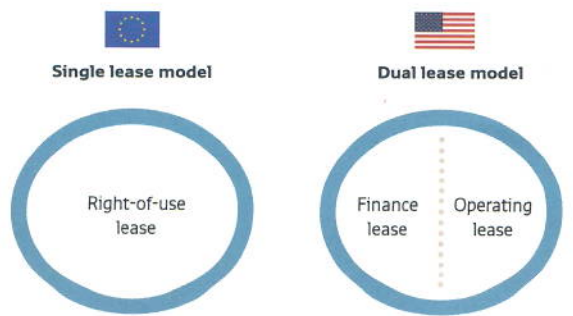 Single lease model
Dual lease model
Right-of-use
lease
Finance
lease
Operating
lease